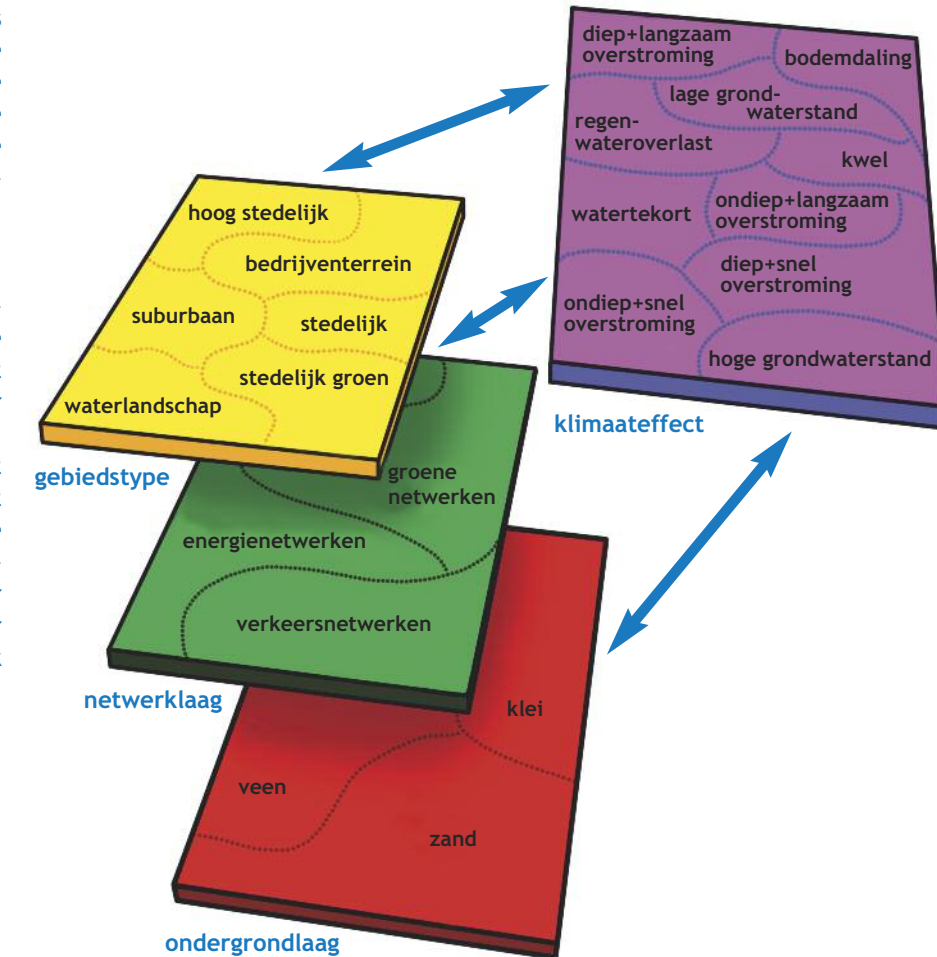 diep+langzaam
overstroming
bodemdaling
lage grond-
waterstand
regen-
wateroverlast
kwel
watertekort
ondiep+langzaam
overstroming
diep+snel
overstroming
ondiep+snel
overstroming
hoge grondwaterstand
klimaateffect
hoog stedelijk
bedrijventerrein
suburbaan
stedelijk
stedelijk groen
waterlandschap
gebiedstype
groene
netwerken
energienetwerken
verkeersnetwerken
netwerklaag
klei
veen
zand
ondergrondlaag